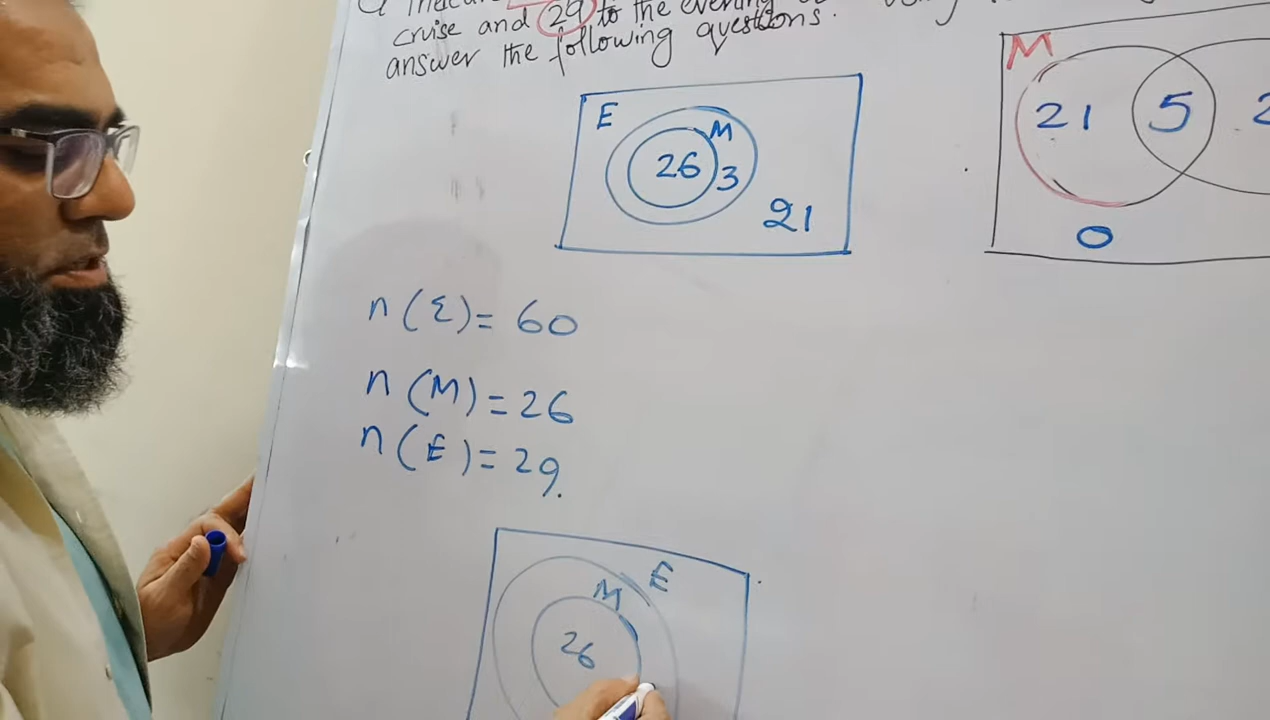 cruise and 29 to the evening
answer the following questions.
E
M
26
3
21
M
21
5
0
n(ξ)= 60
n(M)=26
n(E)=29.
M
E
26